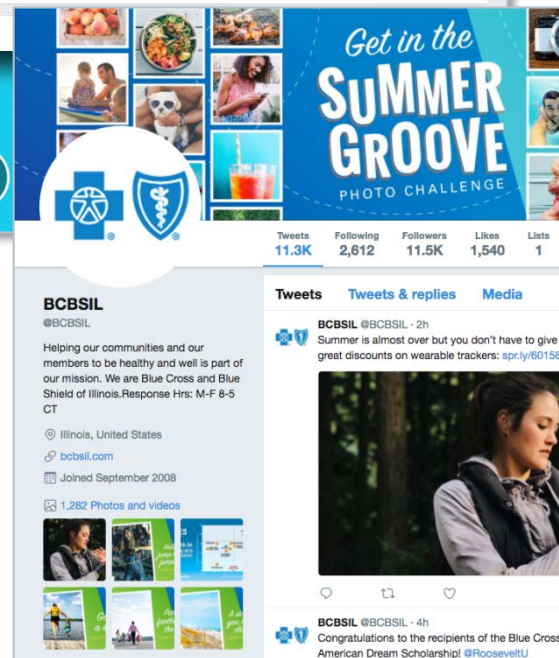 Get in the
SUMMER
GROOVE
PHOTO CHALLENGE
Tweets Following Followers Likes Lists
11.3K 2,612 11.5K 1,540 1
BCBSIL
@BCBSIL
Helping our communities and our
members to be healthy and well is part of
our mission. We are Blue Cross and Blue
Shield of Illinois.Response Hrs: M-F 8-5
CT
Illinois, United States
bcbsil.com
Joined September 2008
1,282 Photos and videos
Tweets Tweets & replies Media
BCBSIL @BCBSIL · 2h
Summer is almost over but you don't have to give
great discounts on wearable trackers: spr.ly/60158
BCBSIL @BCBSIL · 4h
Congratulations to the recipients of the Blue Cross
American Dream Scholarship! @RooseveltU